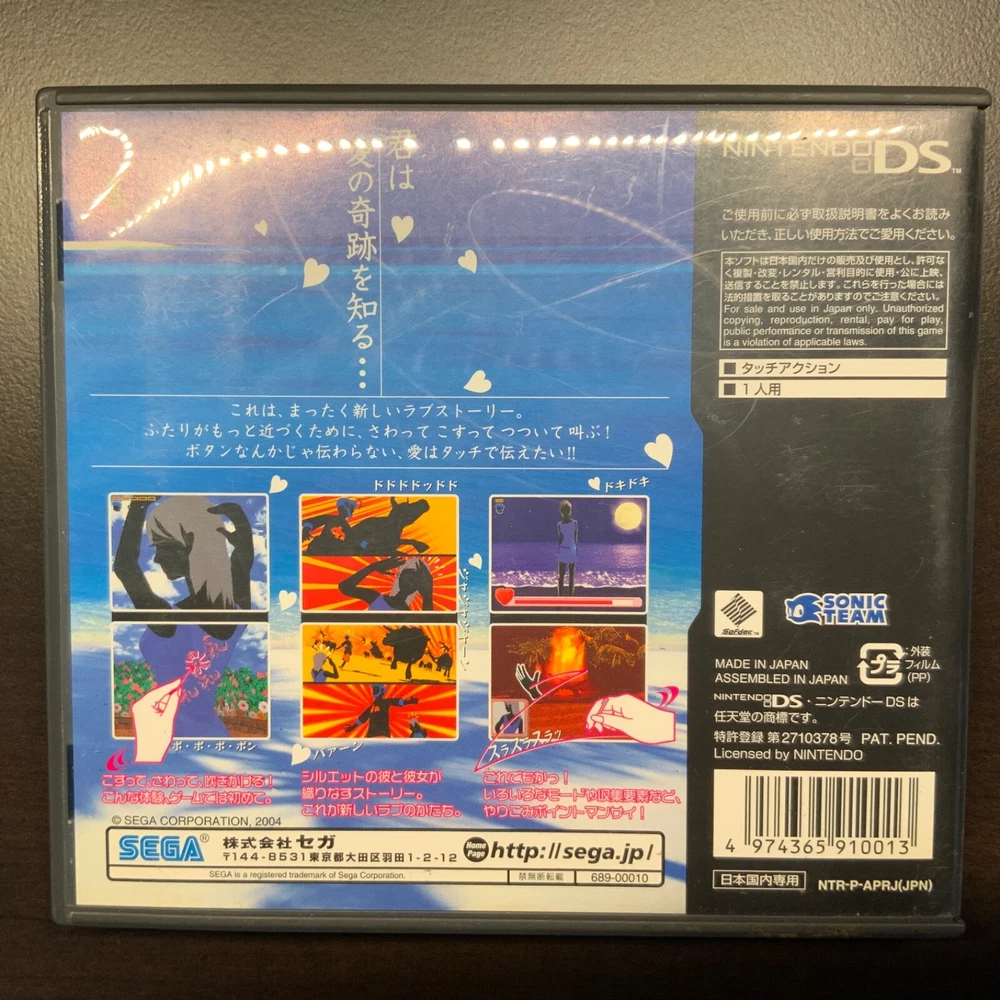 君は
愛の奇跡を知る…
これは、まったく新しいラブストーリー。
ふたりがもっと近づくために、さわって こすって つついて 叫ぶ!
ボタンなんかじゃ伝わらない、愛はタッチで伝えたい!!
ドドドドッドド
ドキドキ
ポ・ポ・ポ・ポン
バァーン
スラスラスラッ
こすって、さわって、吹きかける!
こんな体験、ゲームでは初めて。
シルエットの彼と彼女が
織りなすストーリー。
これが新しいラブのかたち。
これでもかっ!
いろいろなモードや収集要素など、
やりこみポイントマンサイ!
© SEGA CORPORATION, 2004
SEGA®
株式会社 セガ
〒144-8531 東京都大田区羽田1-2-12
Home Page
http://sega.jp/
SEGA is a registered trademark of Sega Corporation.
禁無断転載
689-00010
NINTENDO DS™
ご使用前に必ず取扱説明書をよくお読み
いただき、正しい使用方法でご愛用ください。
本ソフトは日本国内だけの販売及び使用とし、許可な
く複製・改変・レンタル・営利目的に使用・公に上映、
送信することを禁止します。これらを行った場合には
法的措置を取ることがありますのでご注意ください。
For sale and use in Japan only. Unauthorized
copying, reproduction, rental, pay for play,
public performance or transmission of this game
is a violation of applicable laws.
■ タッチアクション
■ 1人用
Sofdec™
SONIC
TEAM
MADE IN JAPAN
ASSEMBLED IN JAPAN
プラ
:外装
フィルム
(PP)
NINTENDO DS・ニンテンドーDSは
任天堂の商標です。
特許登録 第2710378号 PAT. PEND.
Licensed by NINTENDO
4 974365 910013
日本国内専用
NTR-P-APRJ(JPN)